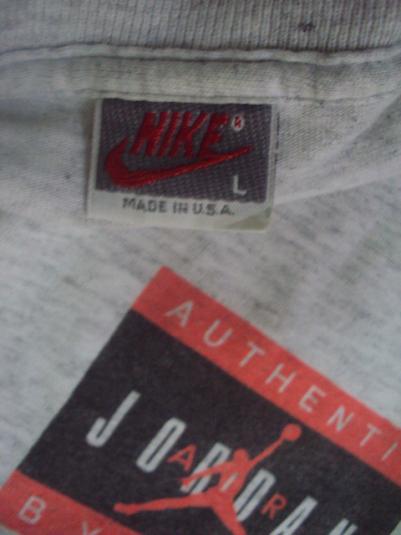 NIKE®
L
MADE IN U.S.A.
AUTHENTI
JORDAN
AIR
BY